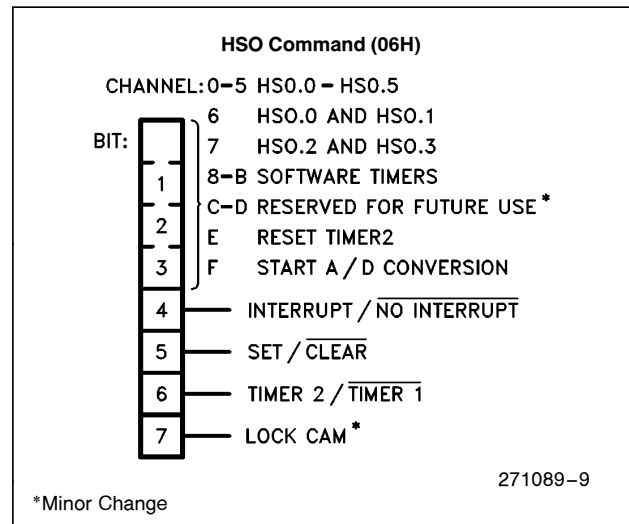 HSO Command (06H)
CHANNEL: 0–5 HS0.0 – HS0.5
6 HSO.0 AND HSO.1
BIT:
7 HSO.2 AND HSO.3
8–B SOFTWARE TIMERS
1
C–D RESERVED FOR FUTURE USE*
2
E RESET TIMER2
3 F START A / D CONVERSION
4 INTERRUPT / NO INTERRUPT
5 SET / CLEAR
6 TIMER 2 / TIMER 1
7 LOCK CAM*
271089–9
*Minor Change